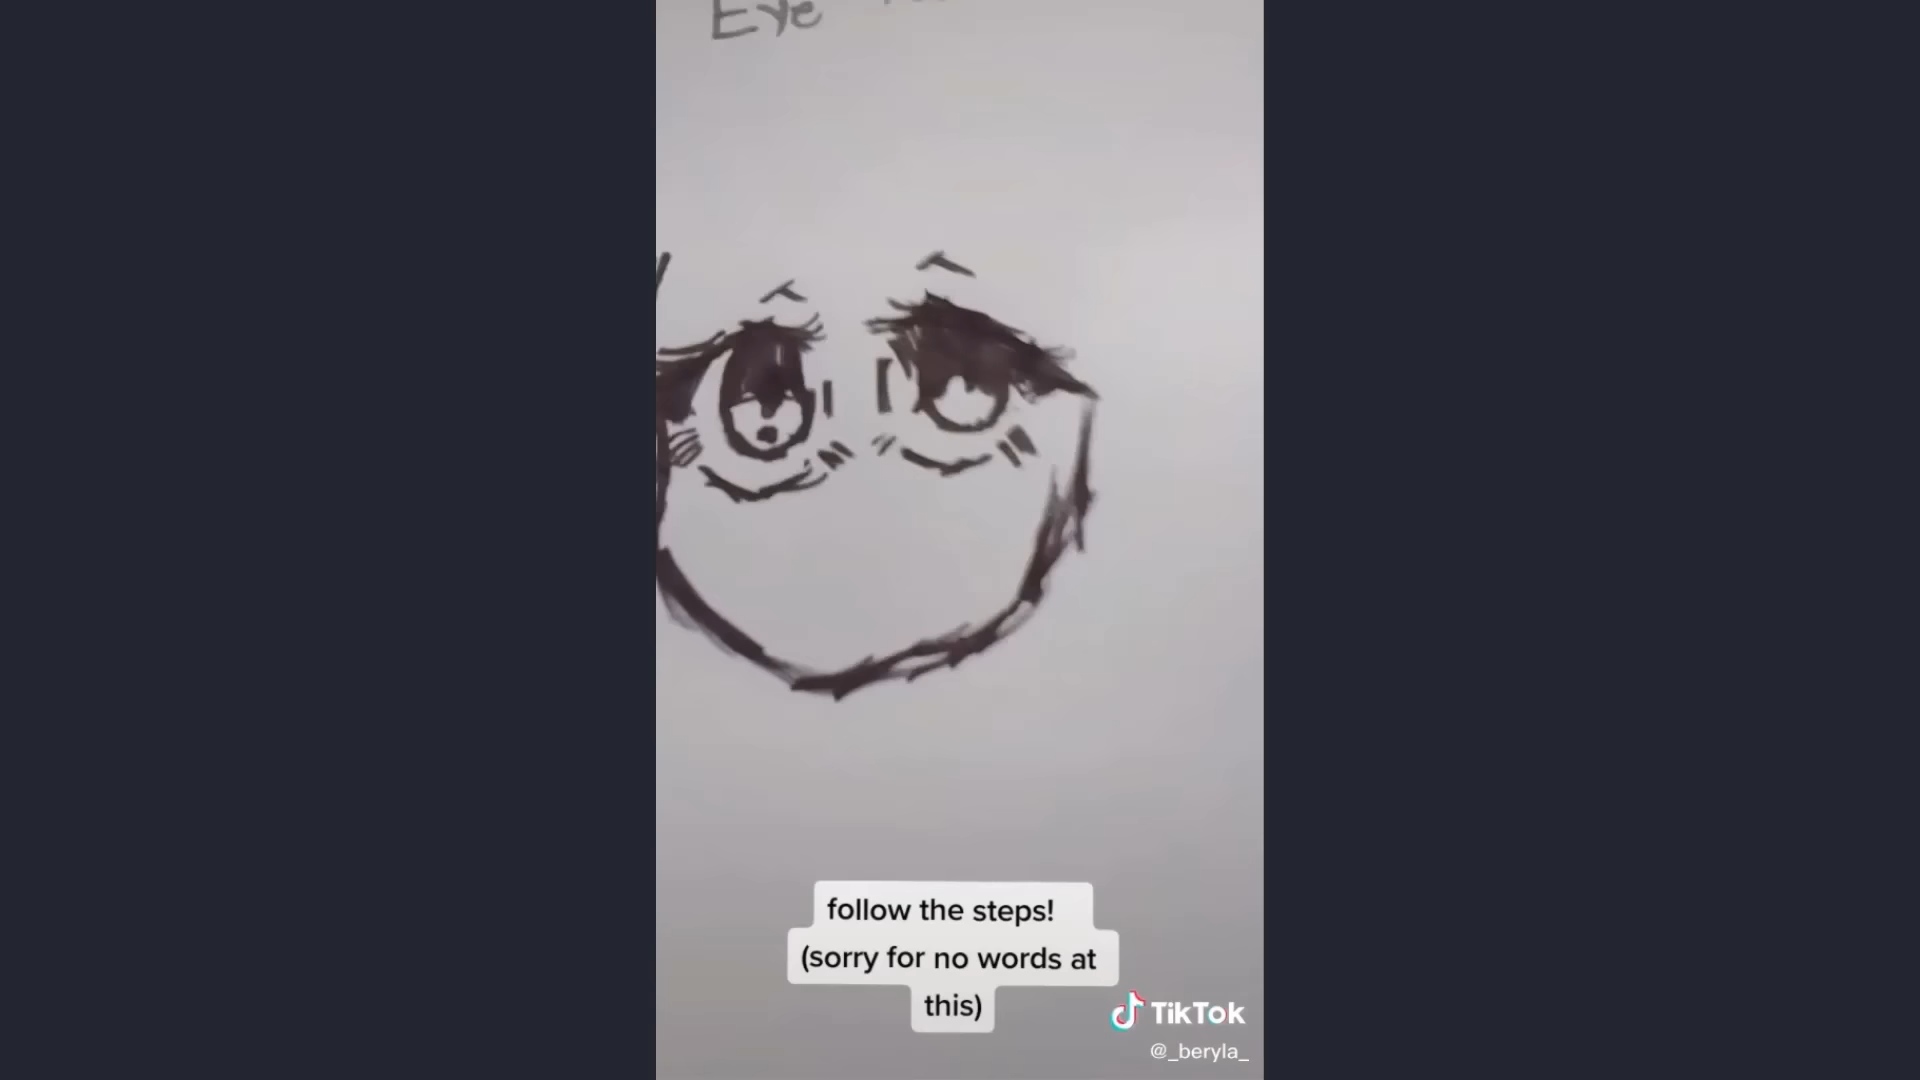 Eye
follow the steps!
(sorry for no words at
this)
TikTok
@_beryla_